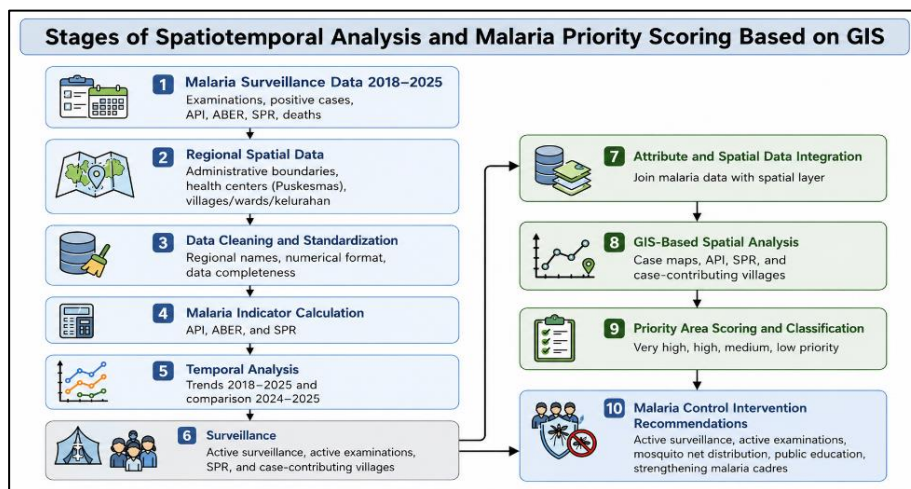 Stages of Spatiotemporal Analysis and Malaria Priority Scoring Based on GIS
1 Malaria Surveillance Data 2018–2025
Examinations, positive cases,
API, ABER, SPR, deaths
2 Regional Spatial Data
Administrative boundaries,
health centers (Puskesmas),
villages/wards/kelurahan
3 Data Cleaning and Standardization
Regional names, numerical format,
data completeness
4 Malaria Indicator Calculation
API, ABER, and SPR
5 Temporal Analysis
Trends 2018–2025 and
comparison 2024–2025
6 Surveillance
Active surveillance, active examinations,
SPR, and case-contributing villages
7 Attribute and Spatial Data Integration
Join malaria data with spatial layer
8 GIS-Based Spatial Analysis
Case maps, API, SPR, and
case-contributing villages
9 Priority Area Scoring and Classification
Very high, high, medium, low priority
10 Malaria Control Intervention
Recommendations
Active surveillance, active examinations,
mosquito net distribution, public education,
strengthening malaria cadres